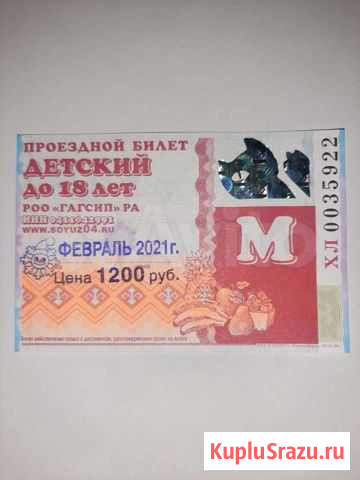 ПРОЕЗДНОЙ БИЛЕТ
ДЕТСКИЙ
ДО 18 ЛЕТ
РОО «ГАГСИП» РА
WWW.SOYUZ04.RU
ФЕВРАЛЬ 2021г.
Цена 1200 руб.
М
ХЛ 0035922
Avito
KupluSrazu.ru